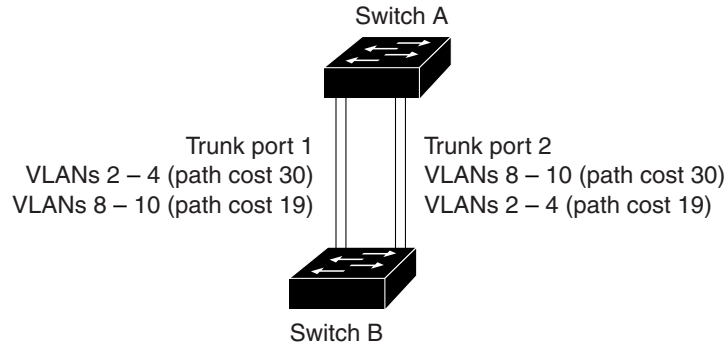 Switch A
Trunk port 1
VLANs 2 – 4 (path cost 30)
VLANs 8 – 10 (path cost 19)
Trunk port 2
VLANs 8 – 10 (path cost 30)
VLANs 2 – 4 (path cost 19)
Switch B